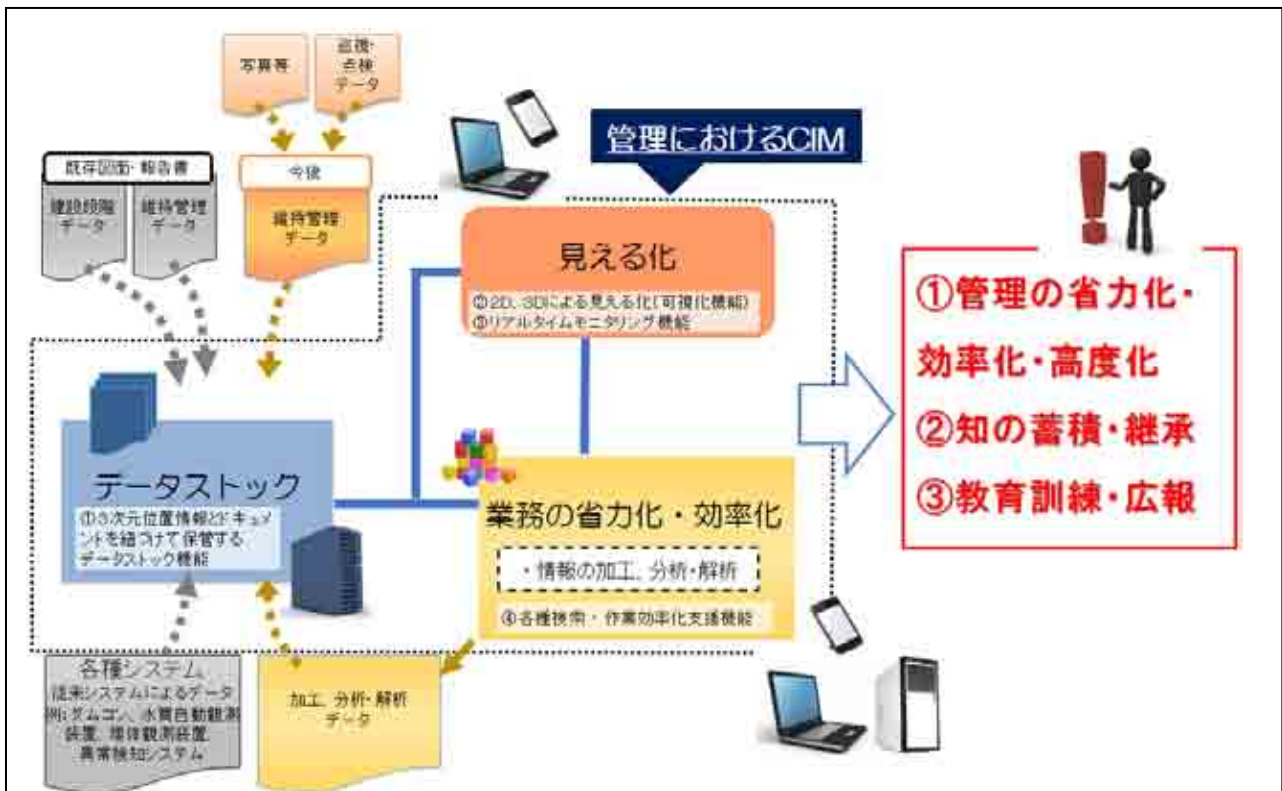 写真等
巡視・
点検
データ
管理におけるCIM
既存図面・報告書
建設段階
データ
維持管理
データ
今後
維持管理
データ
見える化
②2D、3Dによる見える化(可視化機能)
③リアルタイムモニタリング機能
データストック
①3次元位置情報とドキュメ
ントを紐づけて保管する
データストック機能
業務の省力化・効率化
・情報の加工、分析・解析
④各種検索・作業効率化支援機能
①管理の省力化・
効率化・高度化
②知の蓄積・継承
③教育訓練・広報
各種システム
従来システムによるデータ
例:ダムコン、水質自動観測
装置、堤体観測装置、
異常検知システム
加工、分析・解析
データ